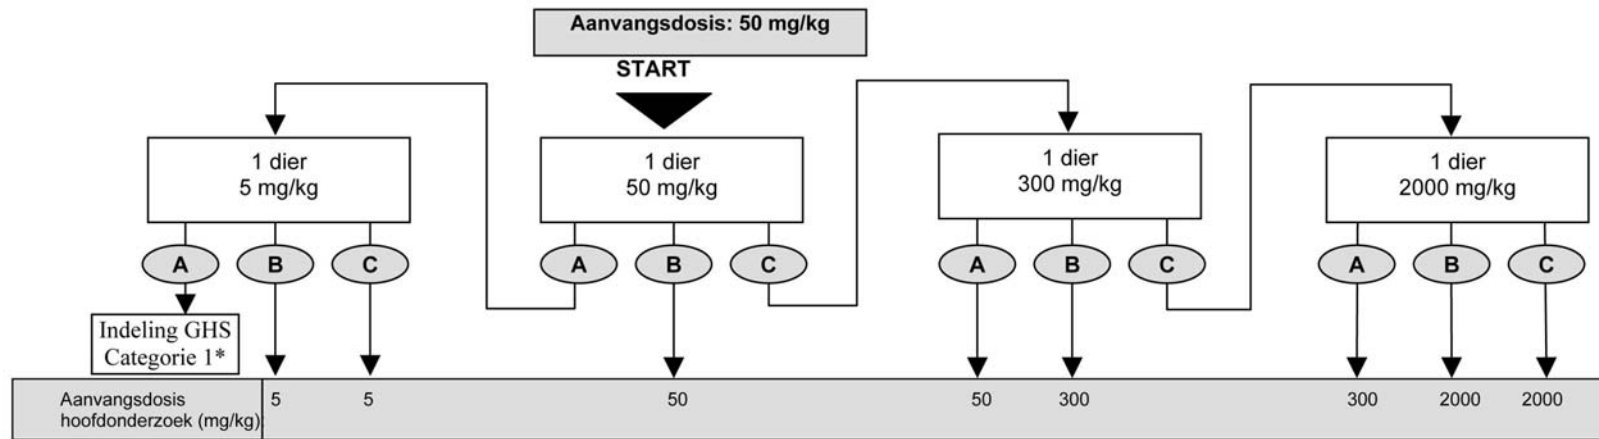 Aanvangsdosis: 50 mg/kg
START
1 dier
5 mg/kg
1 dier
50 mg/kg
1 dier
300 mg/kg
1 dier
2000 mg/kg
A B C A B C A B C A B C
Indeling GHS
Categorie 1*
Aanvangsdosis
hoofdonderzoek (mg/kg):
5 5 50 50 300 300 2000 2000